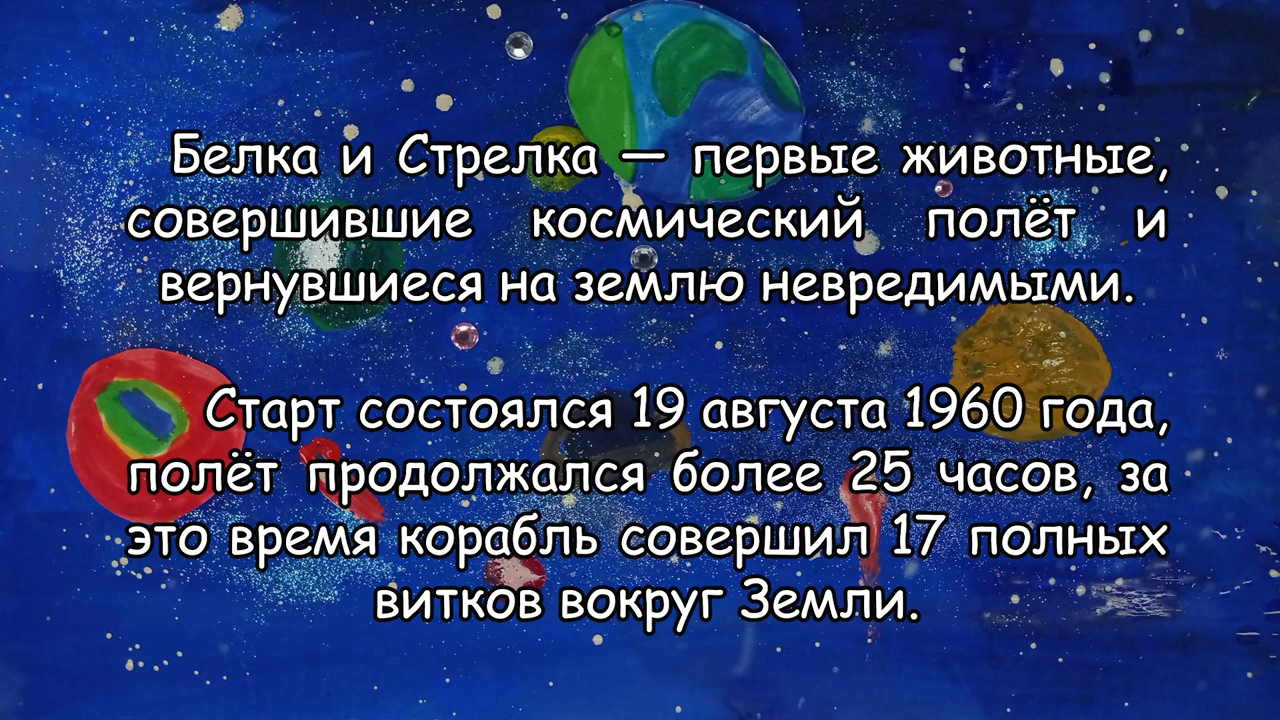 Белка и Стрелка — первые животные,
совершившие космический полёт и
вернувшиеся на землю невредимыми.
Старт состоялся 19 августа 1960 года,
полёт продолжался более 25 часов, за
это время корабль совершил 17 полных
витков вокруг Земли.